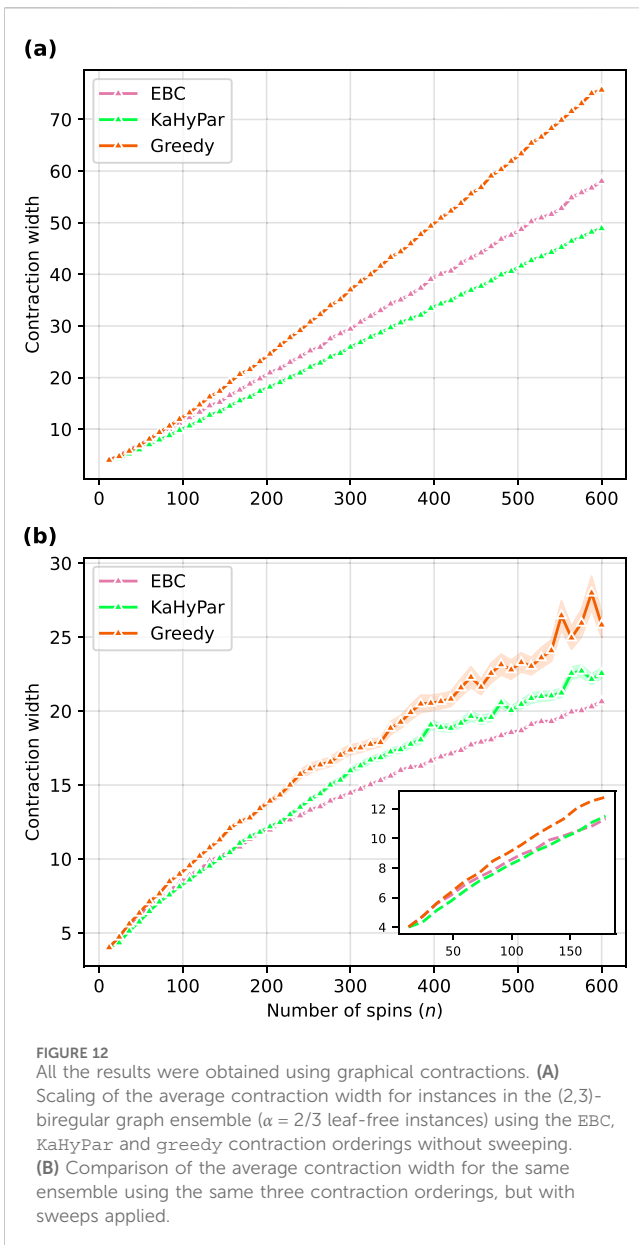 (a)
EBC
KaHyPar
Greedy
Contraction width
70
60
50
40
30
20
10
0
100
200
300
400
500
600
(b)
EBC
KaHyPar
Greedy
Contraction width
30
25
20
15
10
5
12
10
8
6
4
50
100
150
0
100
200
300
400
500
600
Number of spins (n)
FIGURE 12
All the results were obtained using graphical contractions. (A)
Scaling of the average contraction width for instances in the (2,3)-
biregular graph ensemble (α = 2/3 leaf-free instances) using the EBC,
KaHyPar and greedy contraction orderings without sweeping.
(B) Comparison of the average contraction width for the same
ensemble using the same three contraction orderings, but with
sweeps applied.